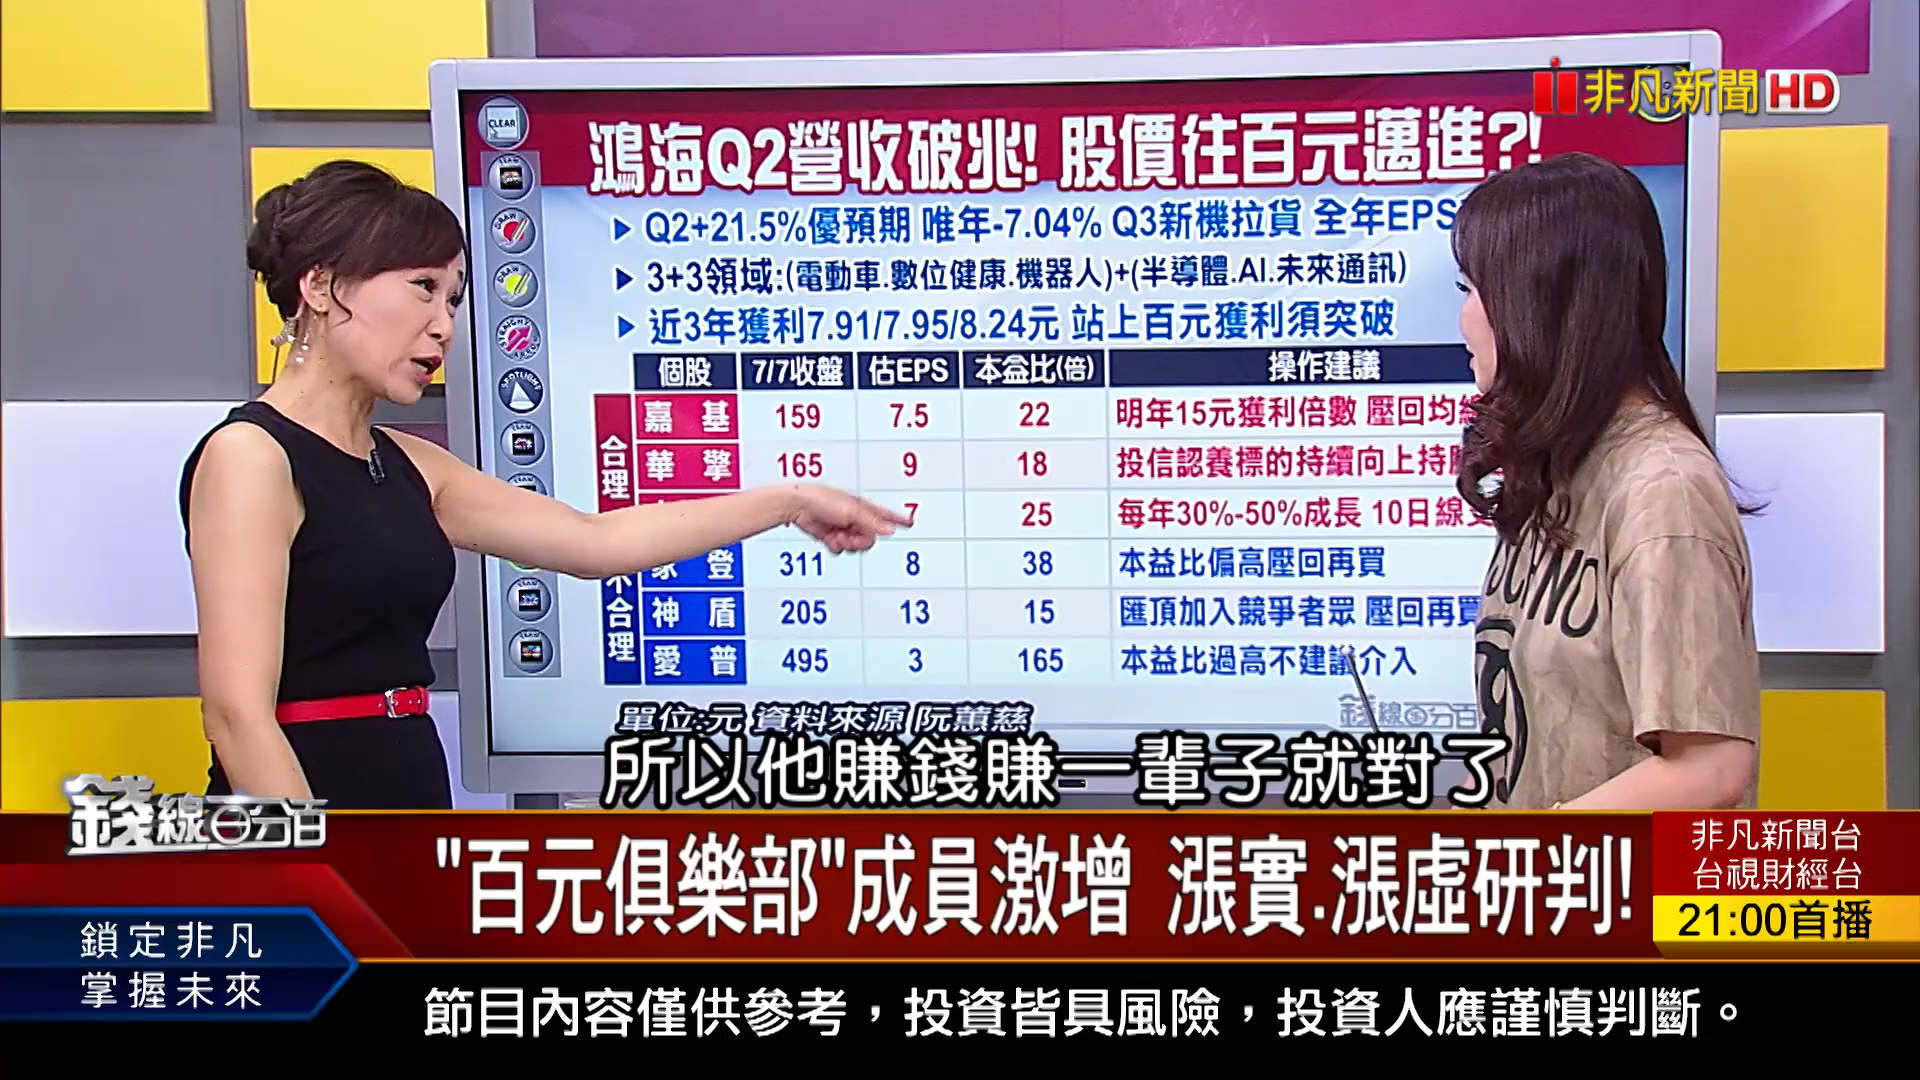 非凡新聞HD
CLEAR
鴻海Q2營收破兆! 股價往百元邁進?!
▶ Q2+21.5%優預期 唯年-7.04% Q3新機拉貨 全年EPS
▶ 3+3領域:(電動車.數位健康.機器人)+(半導體.AI.未來通訊)
▶ 近3年獲利7.91/7.95/8.24元 站上百元獲利須突破
個股 7/7收盤 估EPS 本益比(倍) 操作建議
合理
嘉基 159 7.5 22 明年15元獲利倍數 壓回均線
華擎 165 9 18 投信認養標的持續向上持
7 25 每年30%-50%成長 10日線
不合理
家登 311 8 38 本益比偏高壓回再買
神盾 205 13 15 匯頂加入競爭者眾 壓回再買
愛普 495 3 165 本益比過高不建議介入
單位:元 資料來源 阮蕙慈
錢線百分百
所以他賺錢賺一輩子就對了
錢線百分百
"百元俱樂部"成員激增 漲實.漲虛研判!
非凡新聞台
台視財經台
21:00首播
鎖定非凡
掌握未來
節目內容僅供參考，投資皆具風險，投資人應謹慎判斷。